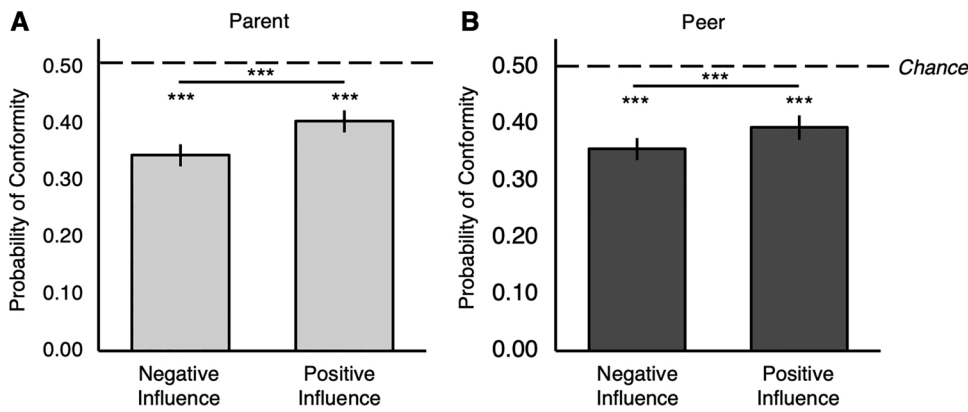 A
Parent
Probability of Conformity
0.50
0.40
0.30
0.20
0.10
0.00
***
***
***
Negative
Influence
Positive
Influence
B
Peer
Probability of Conformity
0.50
0.40
0.30
0.20
0.10
0.00
Chance
***
***
***
Negative
Influence
Positive
Influence